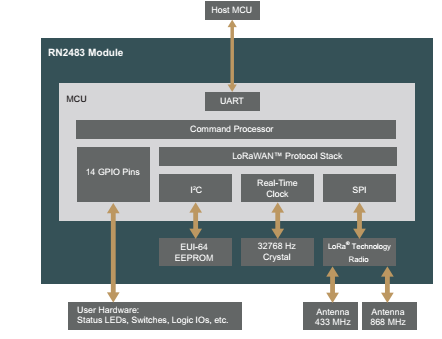 Host MCU
RN2483 Module
MCU
UART
Command Processor
14 GPIO Pins
LoRaWAN™ Protocol Stack
I²C
Real-Time
Clock
SPI
EUI-64
EEPROM
32768 Hz
Crystal
LoRa® Technology
Radio
User Hardware:
Status LEDs, Switches, Logic IOs, etc.
Antenna
433 MHz
Antenna
868 MHz